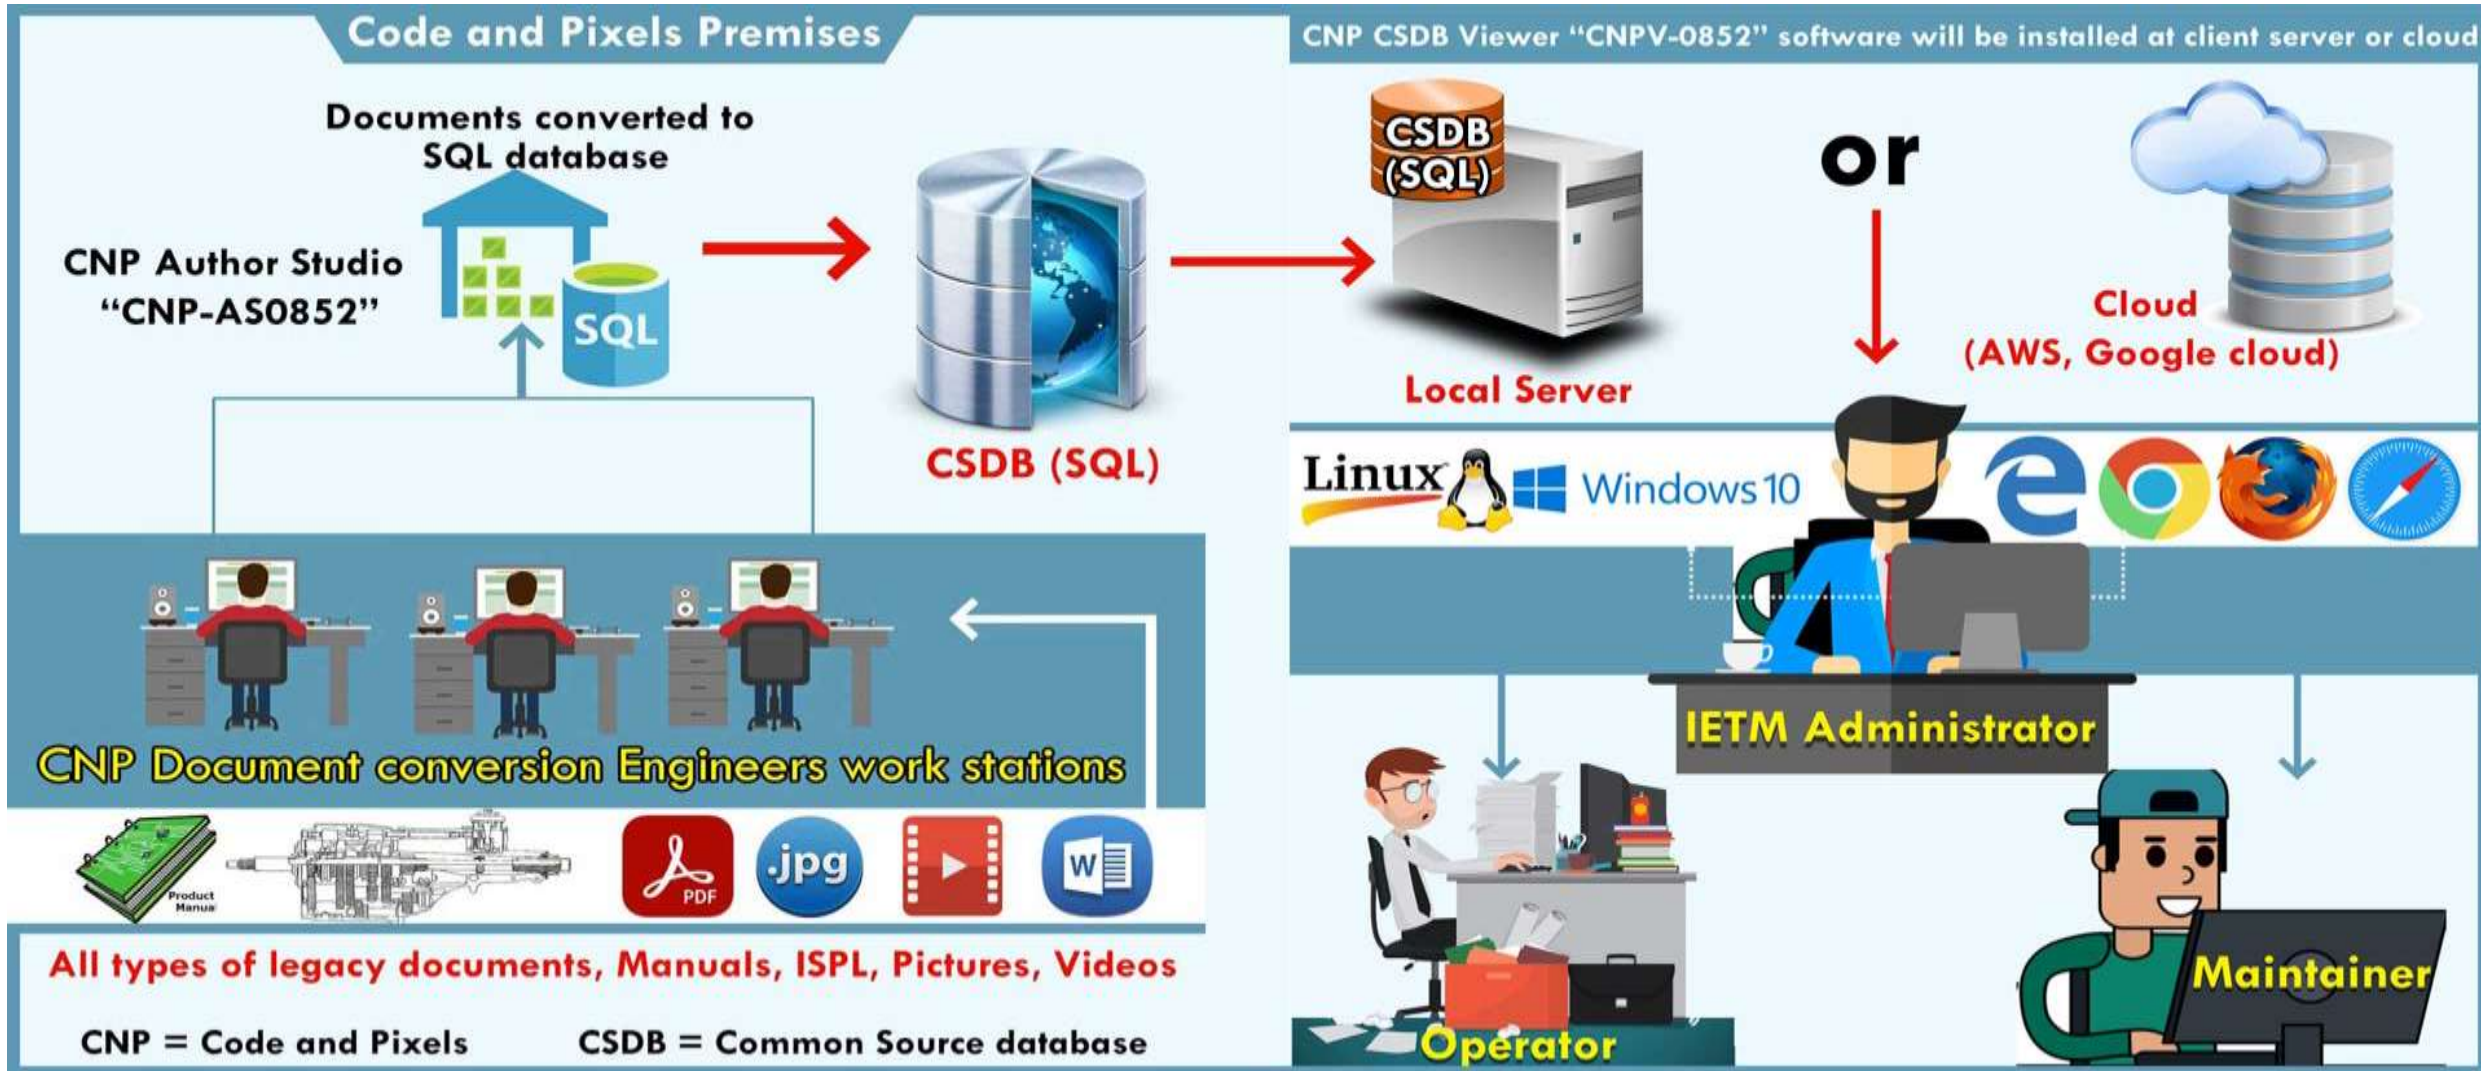 Code and Pixels Premises
Documents converted to
SQL database
CNP Author Studio
“CNP-AS0852”
SQL
CSDB (SQL)
CNP Document conversion Engineers work stations
Product
Manual
PDF
.jpg
W
All types of legacy documents, Manuals, ISPL, Pictures, Videos
CNP = Code and Pixels
CSDB = Common Source database
CNP CSDB Viewer “CNPV-0852” software will be installed at client server or cloud
CSDB
(SQL)
or
Local Server
Cloud
(AWS, Google cloud)
Linux
Windows 10
IETM Administrator
Operator
Maintainer